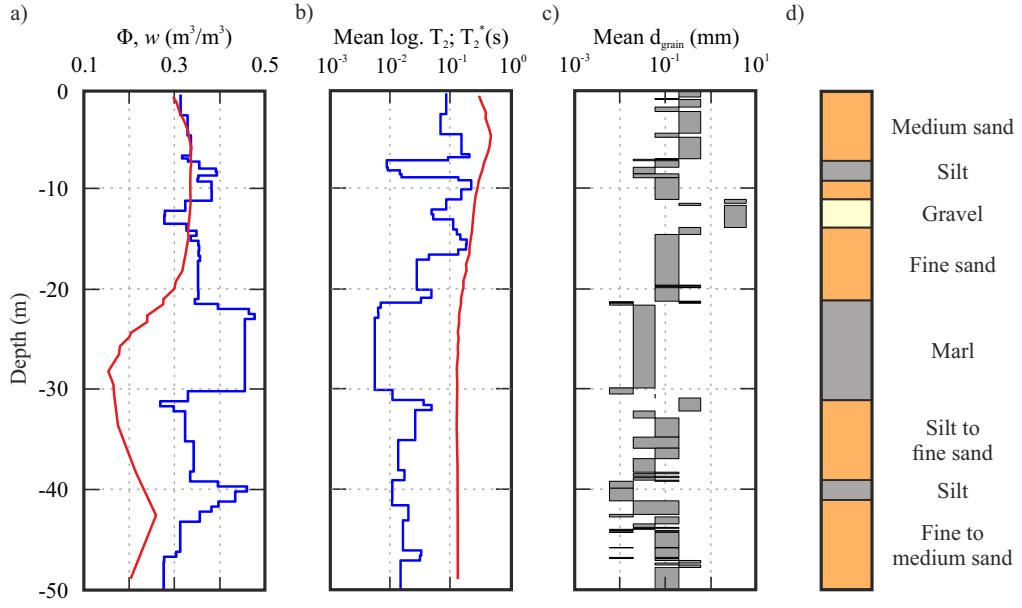 a)
b)
c)
d)
Φ, w (m³/m³)
Mean log. T₂; T₂*(s)
Mean d_grain (mm)
0.1 0.3 0.5
10⁻³ 10⁻² 10⁻¹ 10⁰
10⁻³ 10⁻¹ 10¹
0
-10
-20
-30
-40
-50
Depth (m)
Medium sand
Silt
Gravel
Fine sand
Marl
Silt to
fine sand
Silt
Fine to
medium sand